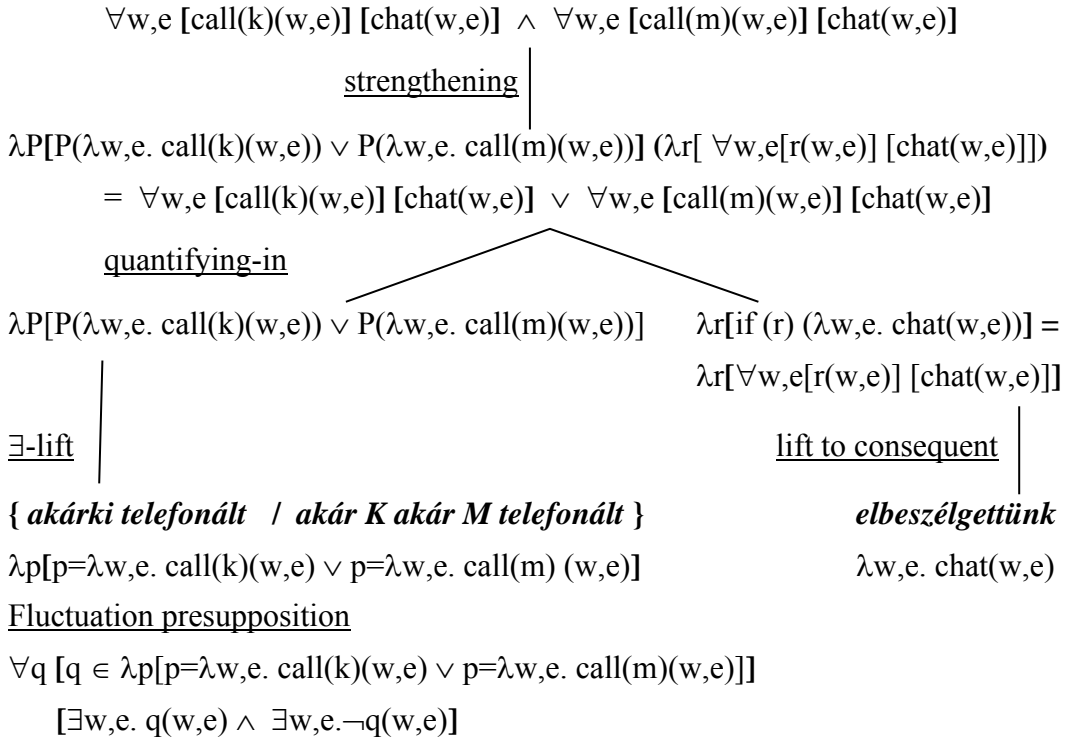 ∀w,e [call(k)(w,e)] [chat(w,e)] ∧ ∀w,e [call(m)(w,e)] [chat(w,e)]
strengthening
λP[P(λw,e. call(k)(w,e)) ∨ P(λw,e. call(m)(w,e))] (λr[ ∀w,e[r(w,e)] [chat(w,e)]])
= ∀w,e [call(k)(w,e)] [chat(w,e)] ∨ ∀w,e [call(m)(w,e)] [chat(w,e)]
quantifying-in
λP[P(λw,e. call(k)(w,e)) ∨ P(λw,e. call(m)(w,e))] λr[if (r) (λw,e. chat(w,e))] =
λr[∀w,e[r(w,e)] [chat(w,e)]]
∃-lift lift to consequent
{ akárki telefonált / akár K akár M telefonált } elbeszélgettünk
λp[p=λw,e. call(k)(w,e) ∨ p=λw,e. call(m) (w,e)] λw,e. chat(w,e)
Fluctuation presupposition
∀q [q ∈ λp[p=λw,e. call(k)(w,e) ∨ p=λw,e. call(m)(w,e)]]
[∃w,e. q(w,e) ∧ ∃w,e.¬q(w,e)]